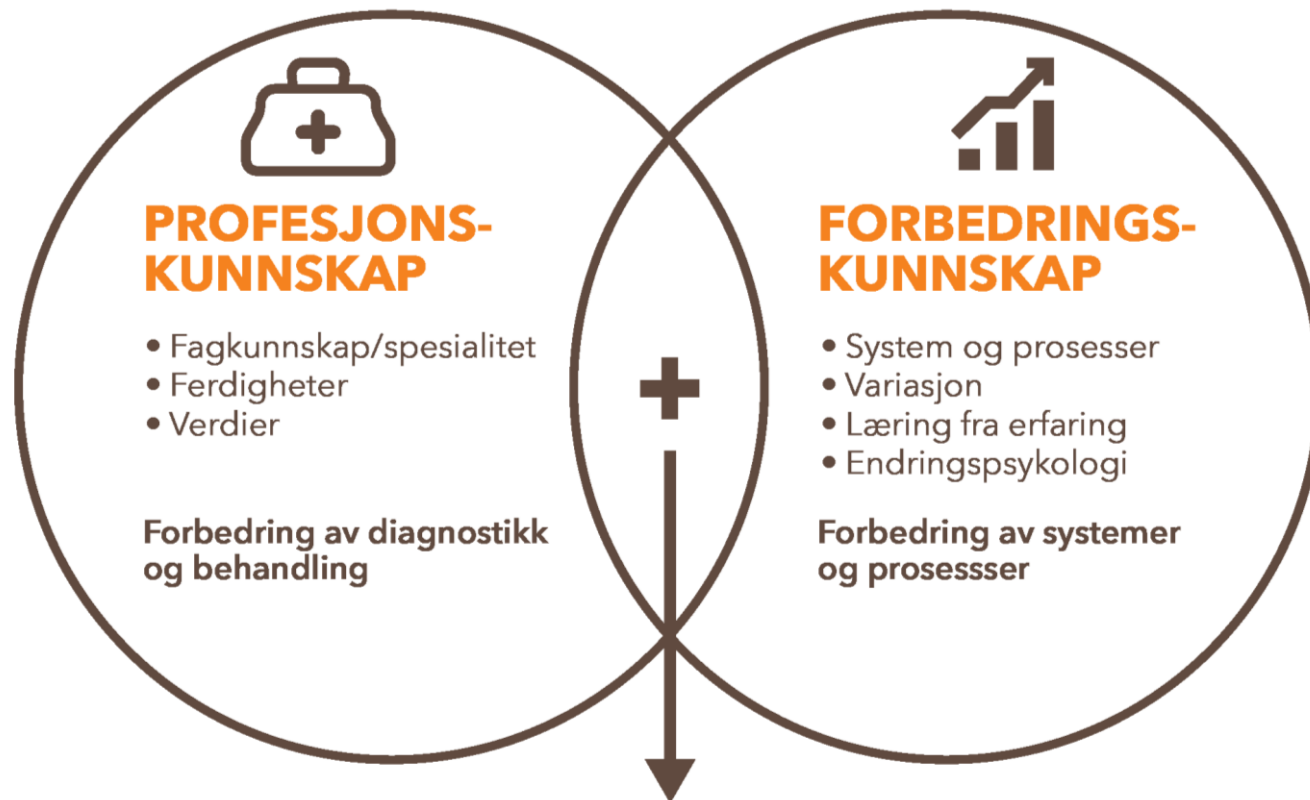 PROFESJONS-
KUNNSKAP
• Fagkunnskap/spesialitet
• Ferdigheter
• Verdier
Forbedring av diagnostikk
og behandling
+
FORBEDRINGS-
KUNNSKAP
• System og prosesser
• Variasjon
• Læring fra erfaring
• Endringspsykologi
Forbedring av systemer
og prosessser